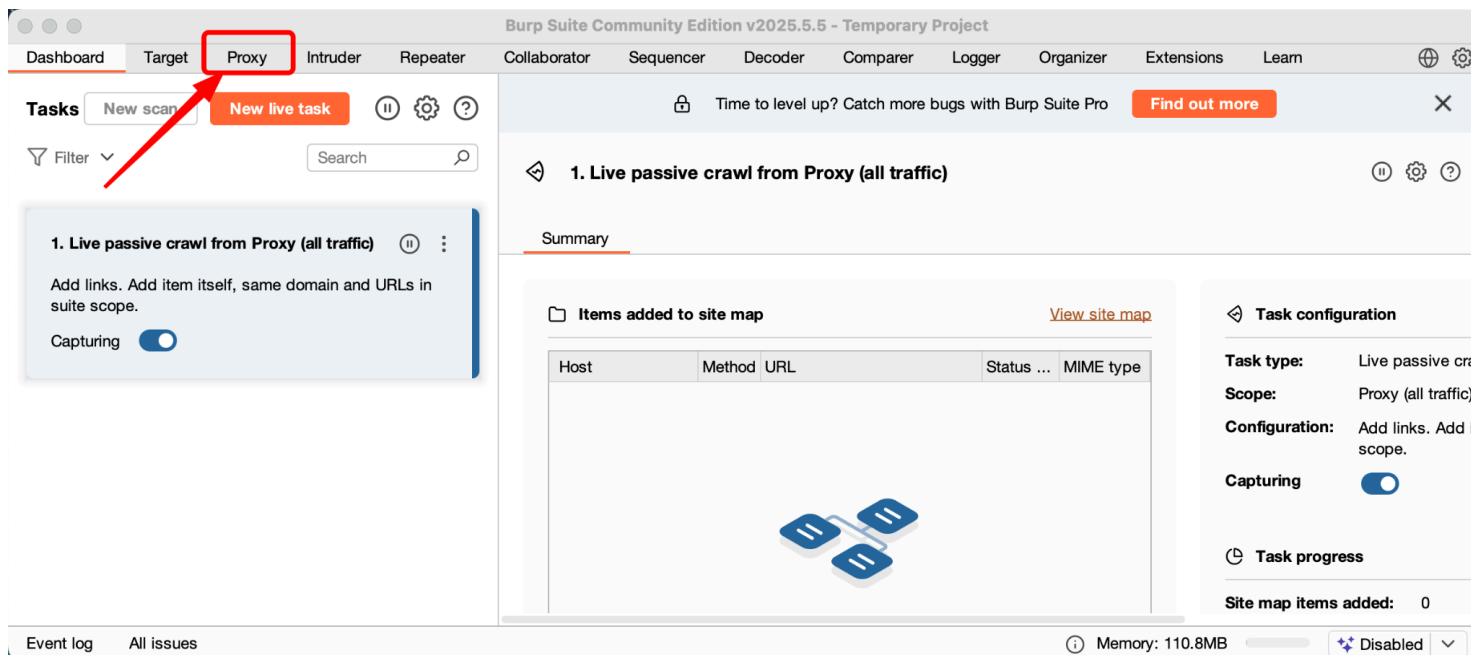 Burp Suite Community Edition v2025.5.5 - Temporary Project
Dashboard Target Proxy Intruder Repeater Collaborator Sequencer Decoder Comparer Logger Organizer Extensions Learn
Tasks New scan New live task
Time to level up? Catch more bugs with Burp Suite Pro Find out more
Filter Search
1. Live passive crawl from Proxy (all traffic)
Add links. Add item itself, same domain and URLs in
suite scope.
Capturing
1. Live passive crawl from Proxy (all traffic)
Summary
Items added to site map View site map
Host Method URL Status ... MIME type
Task configuration
Task type: Live passive cra
Scope: Proxy (all traffic)
Configuration: Add links. Add
scope.
Capturing
Task progress
Site map items added: 0
Event log All issues Memory: 110.8MB Disabled